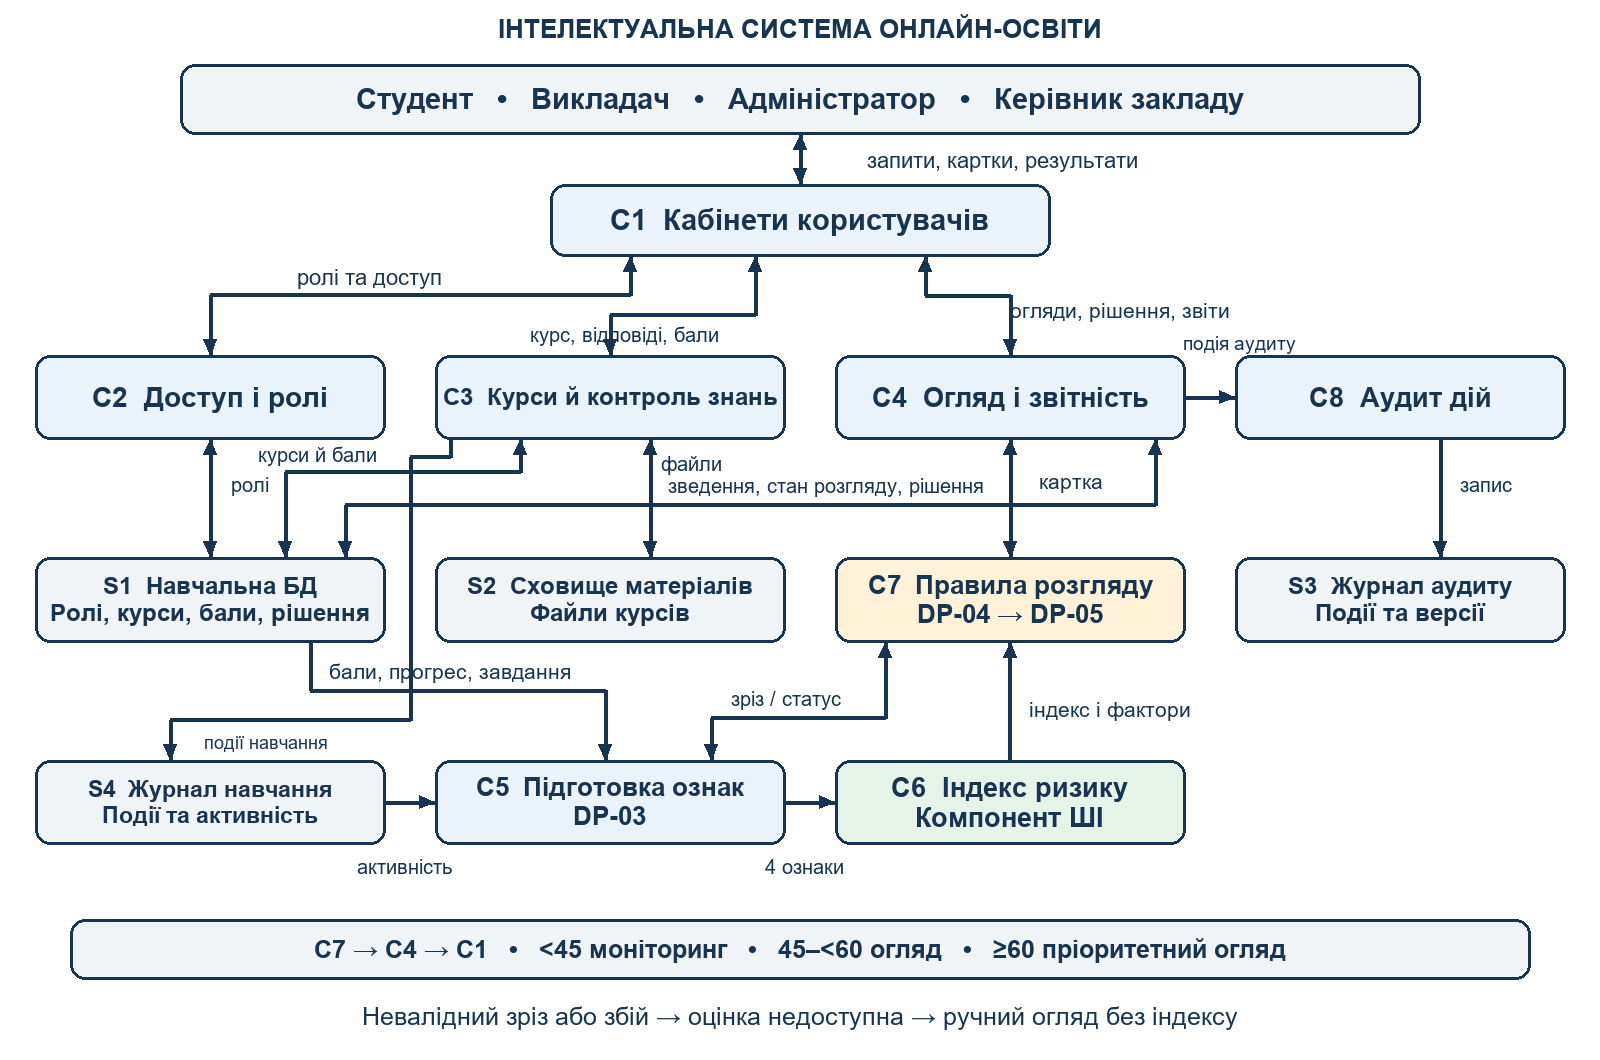 ІНТЕЛЕКТУАЛЬНА СИСТЕМА ОНЛАЙН-ОСВІТИ
Студент • Викладач • Адміністратор • Керівник закладу
запити, картки, результати
C1 Кабінети користувачів
ролі та доступ
курс, відповіді, бали
огляди, рішення, звіти
подія аудиту
C2 Доступ і ролі
C3 Курси й контроль знань
C4 Огляд і звітність
C8 Аудит дій
курси й бали
ролі
файли
зведення, стан розгляду, рішення
картка
запис
S1 Навчальна БД
Ролі, курси, бали, рішення
S2 Сховище матеріалів
Файли курсів
C7 Правила розгляду
DP-04 → DP-05
S3 Журнал аудиту
Події та версії
бали, прогрес, завдання
зріз / статус
індекс і фактори
події навчання
S4 Журнал навчання
Події та активність
C5 Підготовка ознак
DP-03
C6 Індекс ризику
Компонент ШІ
активність
4 ознаки
C7 → C4 → C1 • <45 моніторинг • 45–<60 огляд • ≥60 пріоритетний огляд
Невалідний зріз або збій → оцінка недоступна → ручний огляд без індексу